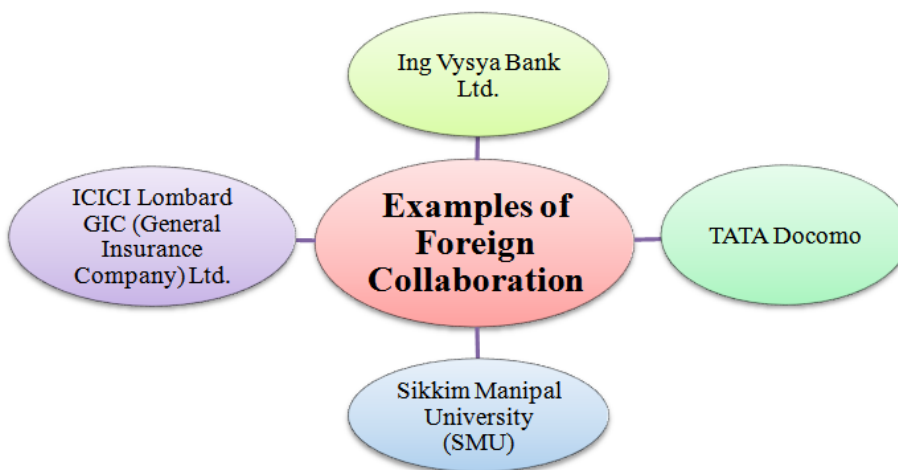 Ing Vysya Bank
Ltd.
ICICI Lombard
GIC (General
Insurance
Company) Ltd.
Examples of
Foreign
Collaboration
TATA Docomo
Sikkim Manipal
University
(SMU)